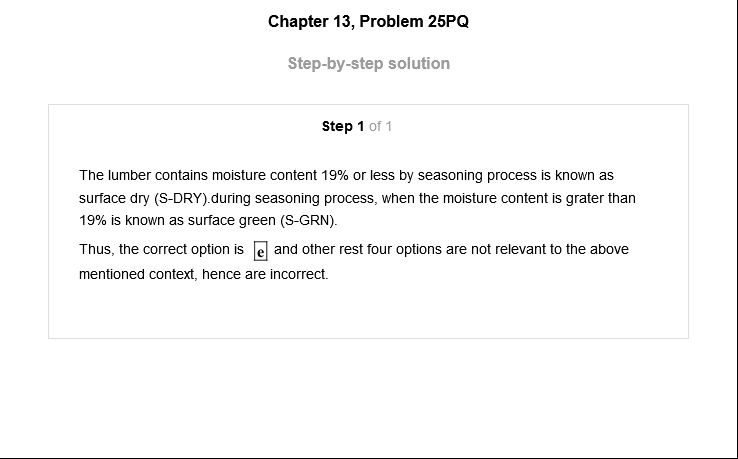 Chapter 13, Problem 25PQ
Step-by-step solution
Step 1 of 1
The lumber contains moisture content 19% or less by seasoning process is known as
surface dry (S-DRY).during seasoning process, when the moisture content is grater than
19% is known as surface green (S-GRN).
Thus, the correct option is e and other rest four options are not relevant to the above
mentioned context, hence are incorrect.